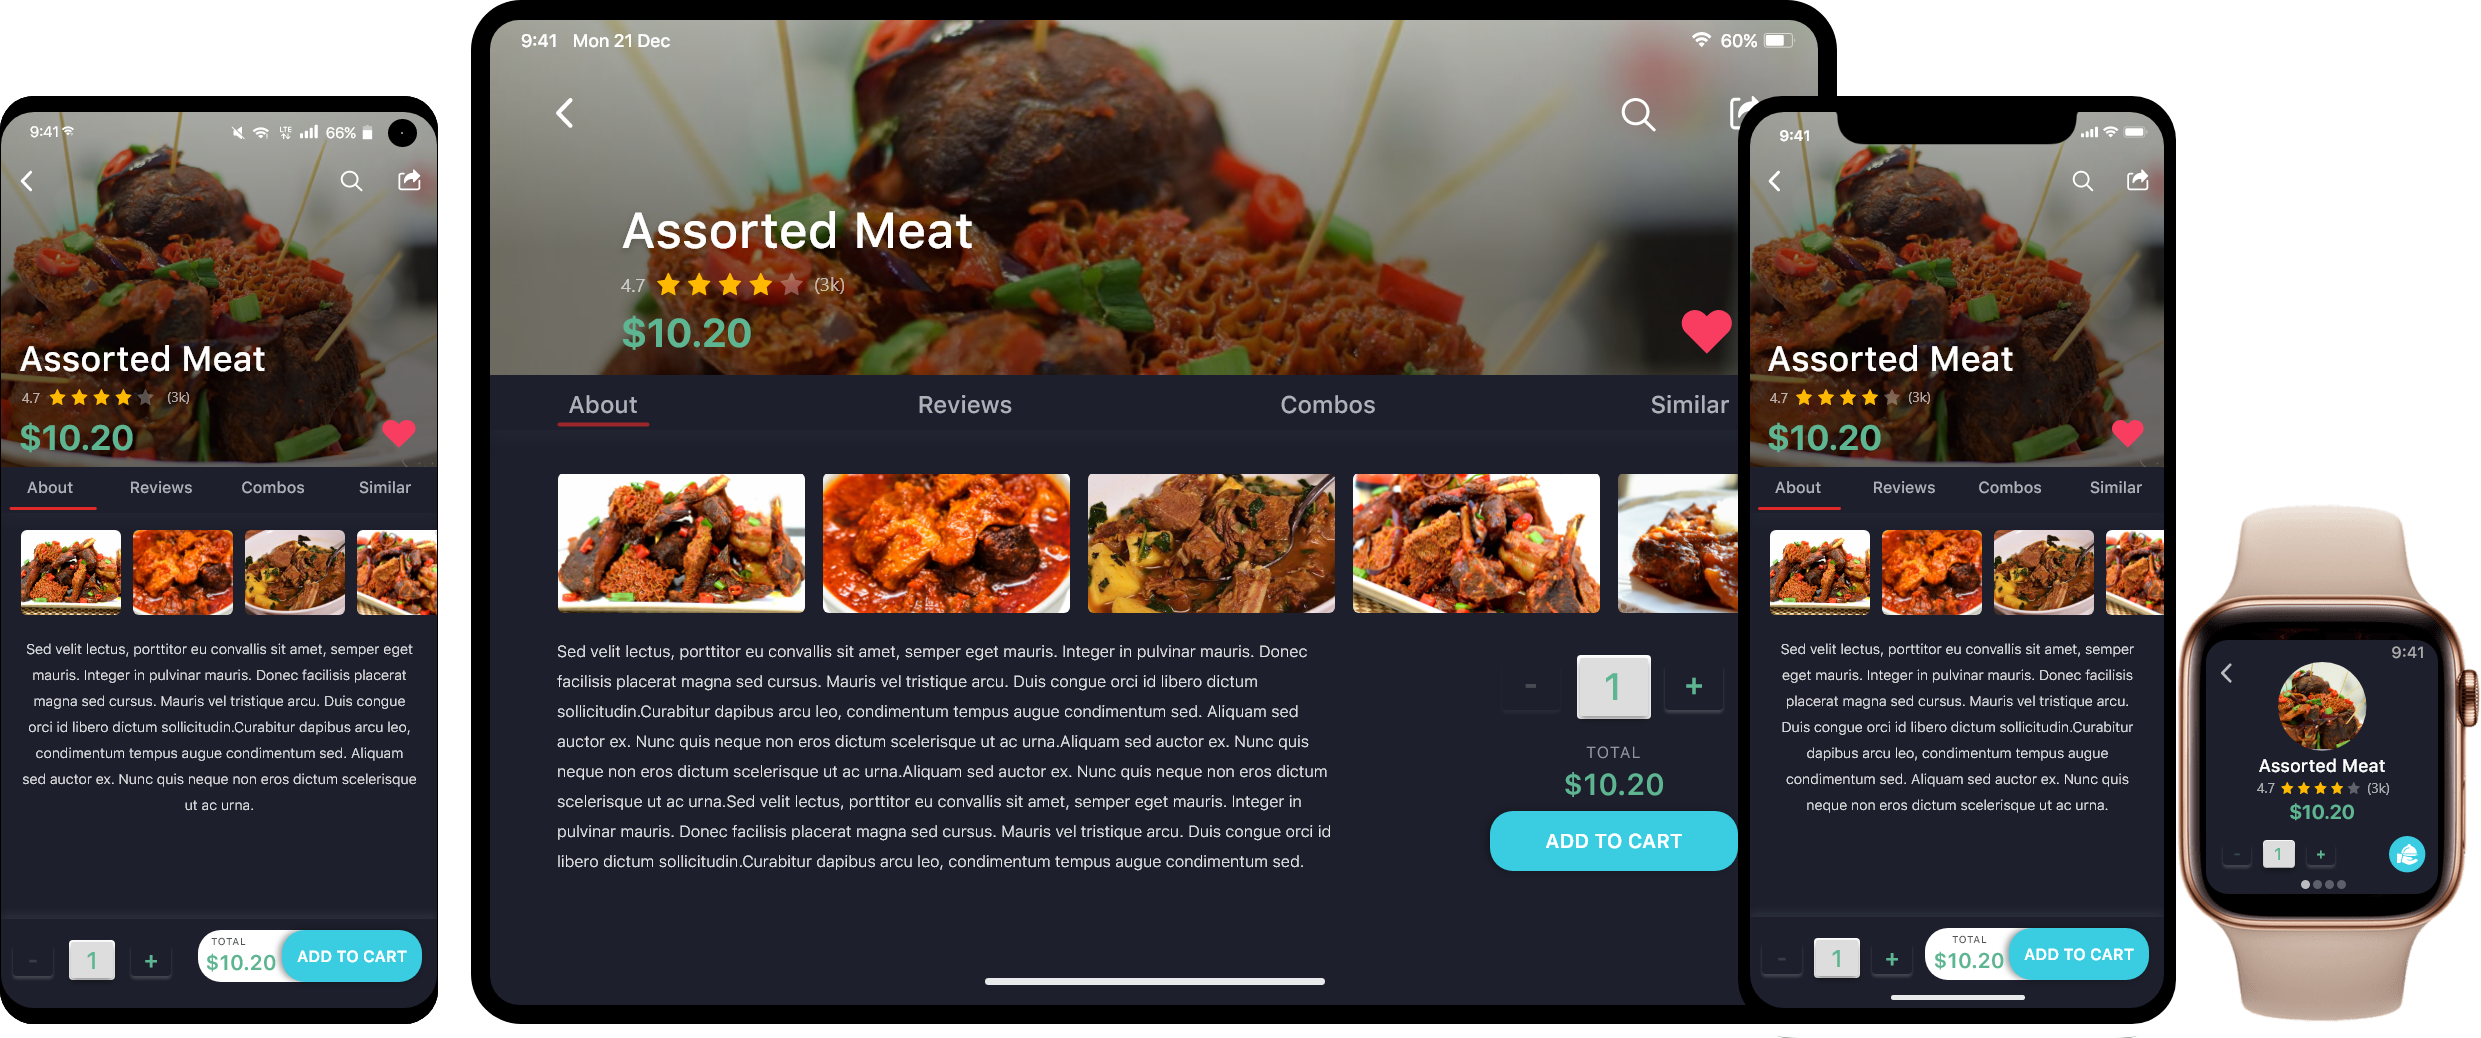 9:41
66%
LTE
Assorted Meat
4.7 (3k)
$10.20
About Reviews Combos Similar
Sed velit lectus, porttitor eu convallis sit amet, semper eget
mauris. Integer in pulvinar mauris. Donec facilisis placerat
magna sed cursus. Mauris vel tristique arcu. Duis congue
orci id libero dictum sollicitudin.Curabitur dapibus arcu leo,
condimentum tempus augue condimentum sed. Aliquam
sed auctor ex. Nunc quis neque non eros dictum scelerisque
ut ac urna.
- 1 +
TOTAL
$10.20
ADD TO CART
9:41 Mon 21 Dec
60%
Assorted Meat
4.7 (3k)
$10.20
About Reviews Combos Similar
Sed velit lectus, porttitor eu convallis sit amet, semper eget mauris. Integer in pulvinar mauris. Donec
facilisis placerat magna sed cursus. Mauris vel tristique arcu. Duis congue orci id libero dictum
sollicitudin.Curabitur dapibus arcu leo, condimentum tempus augue condimentum sed. Aliquam sed
auctor ex. Nunc quis neque non eros dictum scelerisque ut ac urna.Aliquam sed auctor ex. Nunc quis
neque non eros dictum scelerisque ut ac urna.Aliquam sed auctor ex. Nunc quis neque non eros dictum
scelerisque ut ac urna.Sed velit lectus, porttitor eu convallis sit amet, semper eget mauris. Integer in
pulvinar mauris. Donec facilisis placerat magna sed cursus. Mauris vel tristique arcu. Duis congue orci id
libero dictum sollicitudin.Curabitur dapibus arcu leo, condimentum tempus augue condimentum sed.
- 1 +
TOTAL
$10.20
ADD TO CART
9:41
Assorted Meat
4.7 (3k)
$10.20
About Reviews Combos Similar
Sed velit lectus, porttitor eu convallis sit amet, semper
eget mauris. Integer in pulvinar mauris. Donec facilisis
placerat magna sed cursus. Mauris vel tristique arcu.
Duis congue orci id libero dictum sollicitudin.Curabitur
dapibus arcu leo, condimentum tempus augue
condimentum sed. Aliquam sed auctor ex. Nunc quis
neque non eros dictum scelerisque ut ac urna.
- 1 +
TOTAL
$10.20
ADD TO CART
9:41
Assorted Meat
4.7 (3k)
$10.20
- 1 +